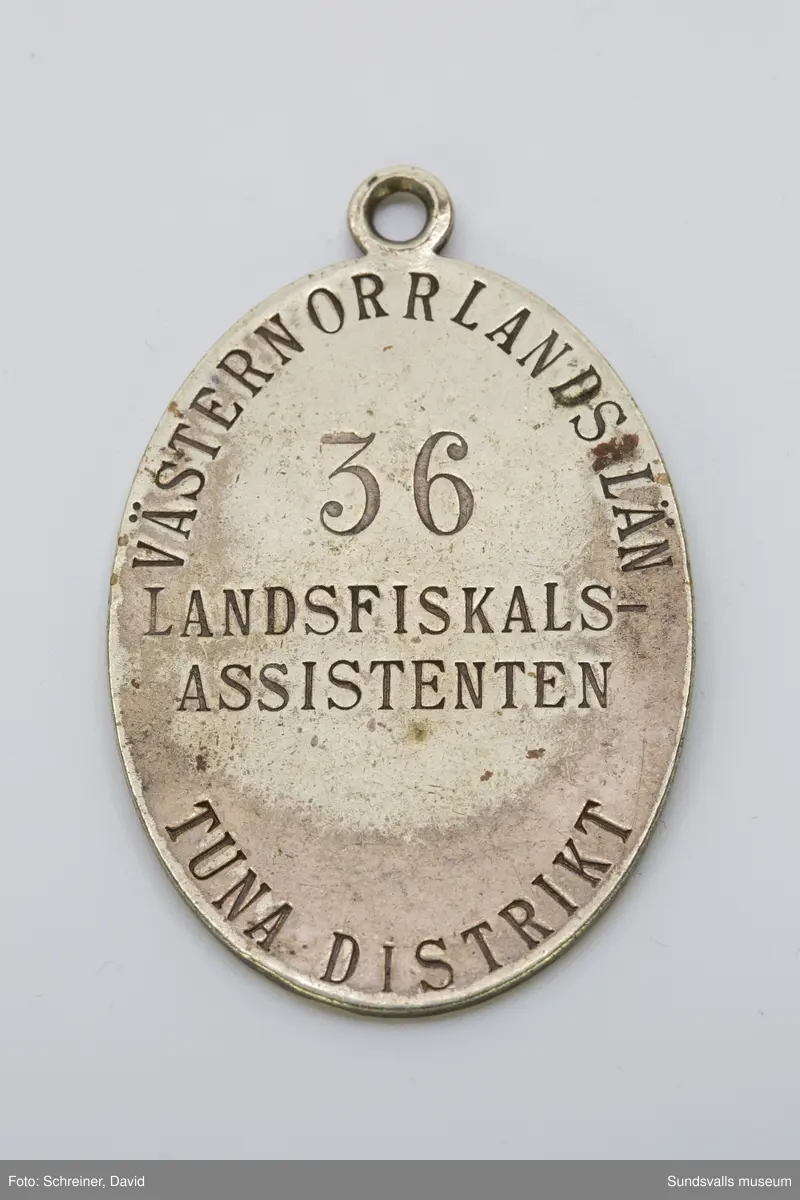 VÄSTERNORRLANDS LÄN
36
LANDSFISKALS-
ASSISTENTEN
TUNA DISTRIKT
Foto: Schreiner, David
Sundsvalls museum